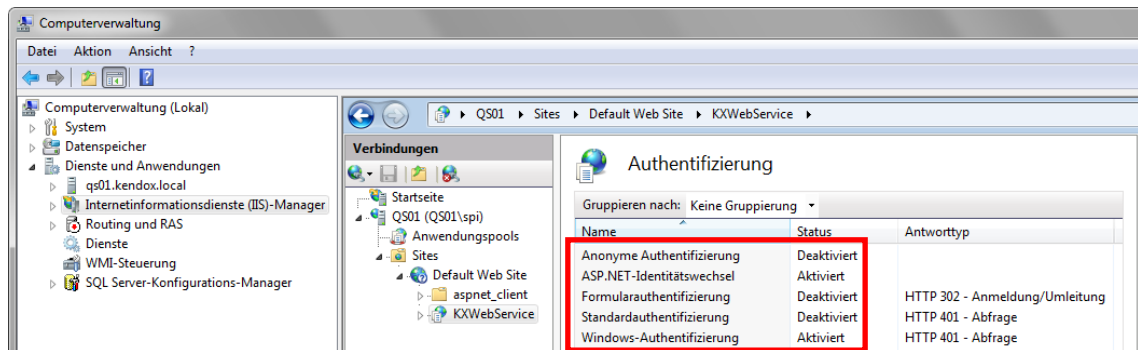 Computerverwaltung
Datei Aktion Ansicht ?
Computerverwaltung (Lokal)
System
Datenspeicher
Dienste und Anwendungen
qs01.kendox.local
Internetinformationsdienste (IIS)-Manager
Routing und RAS
Dienste
WMI-Steuerung
SQL Server-Konfigurations-Manager
QS01 Sites Default Web Site KXWebService
Verbindungen
Startseite
QS01 (QS01\spi)
Anwendungspools
Sites
Default Web Site
aspnet_client
KXWebService
Authentifizierung
Gruppieren nach: Keine Gruppierung
Name Status Antworttyp
Anonyme Authentifizierung Deaktiviert
ASP.NET-Identitätswechsel Aktiviert
Formularauthentifizierung Deaktiviert HTTP 302 - Anmeldung/Umleitung
Standardauthentifizierung Deaktiviert HTTP 401 - Abfrage
Windows-Authentifizierung Aktiviert HTTP 401 - Abfrage